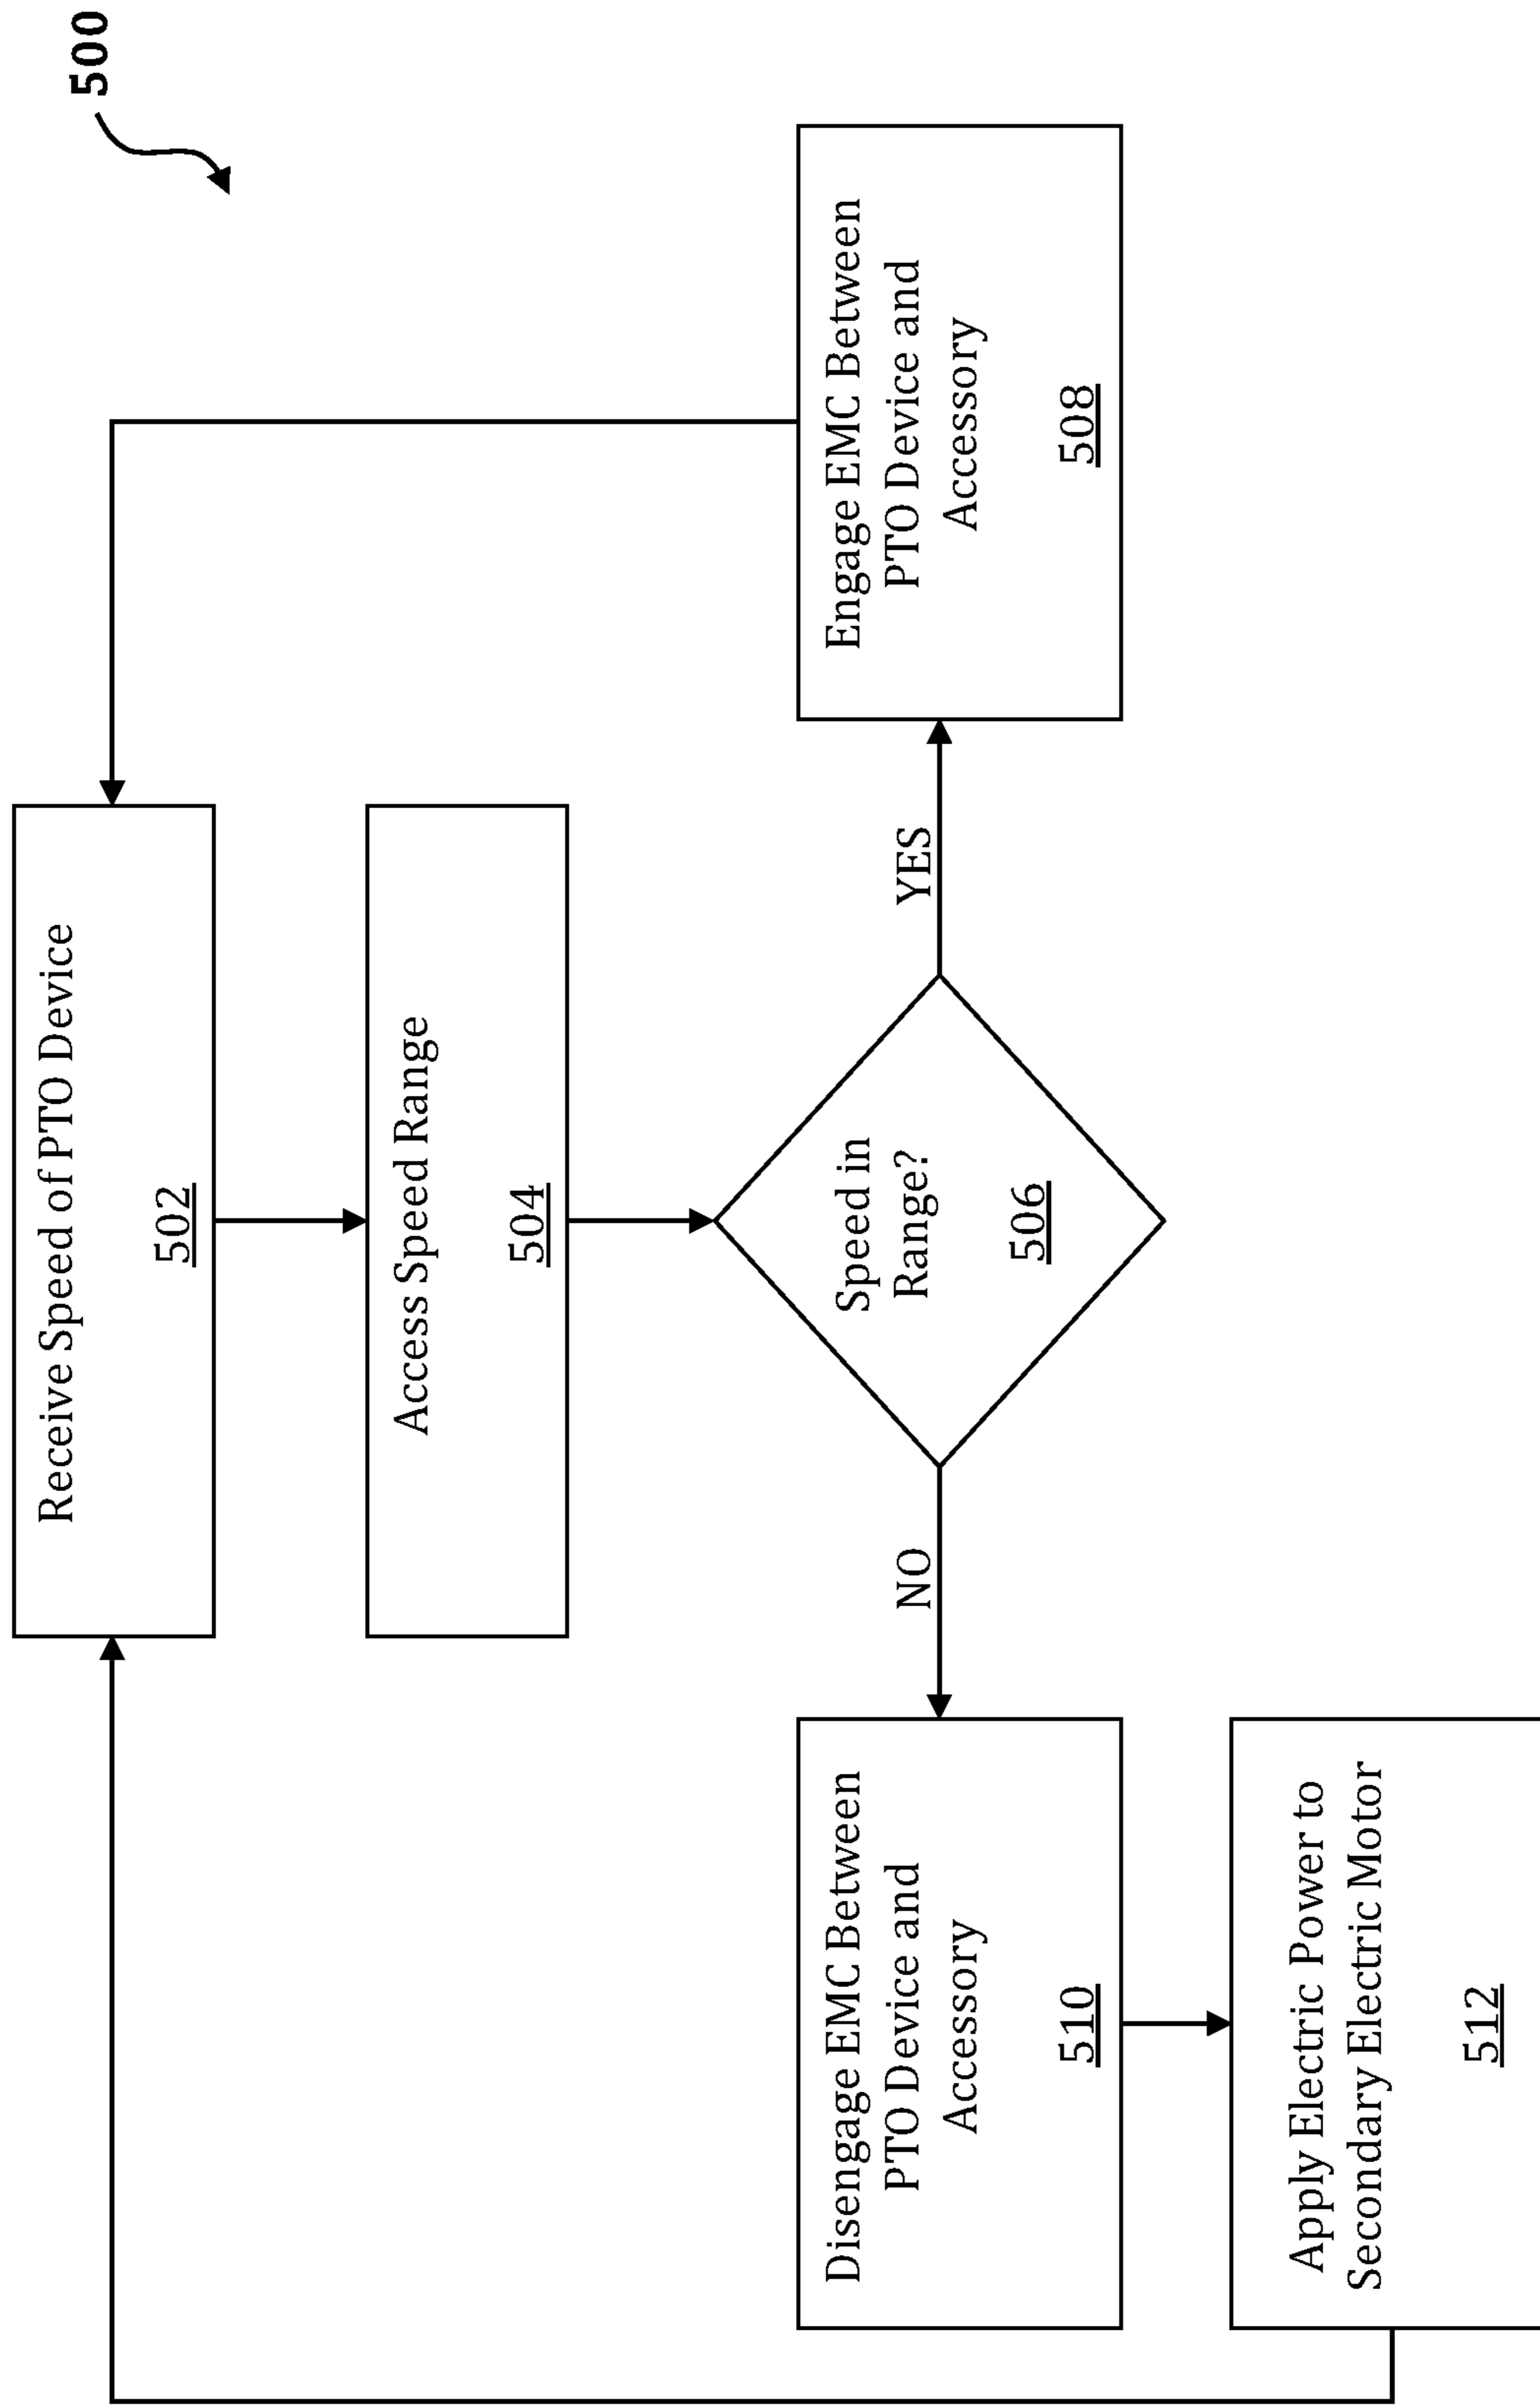 500
Receive Speed of PTO Device
502
Access Speed Range
504
Speed in
Range?
506
YES
NO
Engage EMC Between
PTO Device and
Accessory
508
Disengage EMC Between
PTO Device and
Accessory
510
Apply Electric Power to
Secondary Electric Motor
512